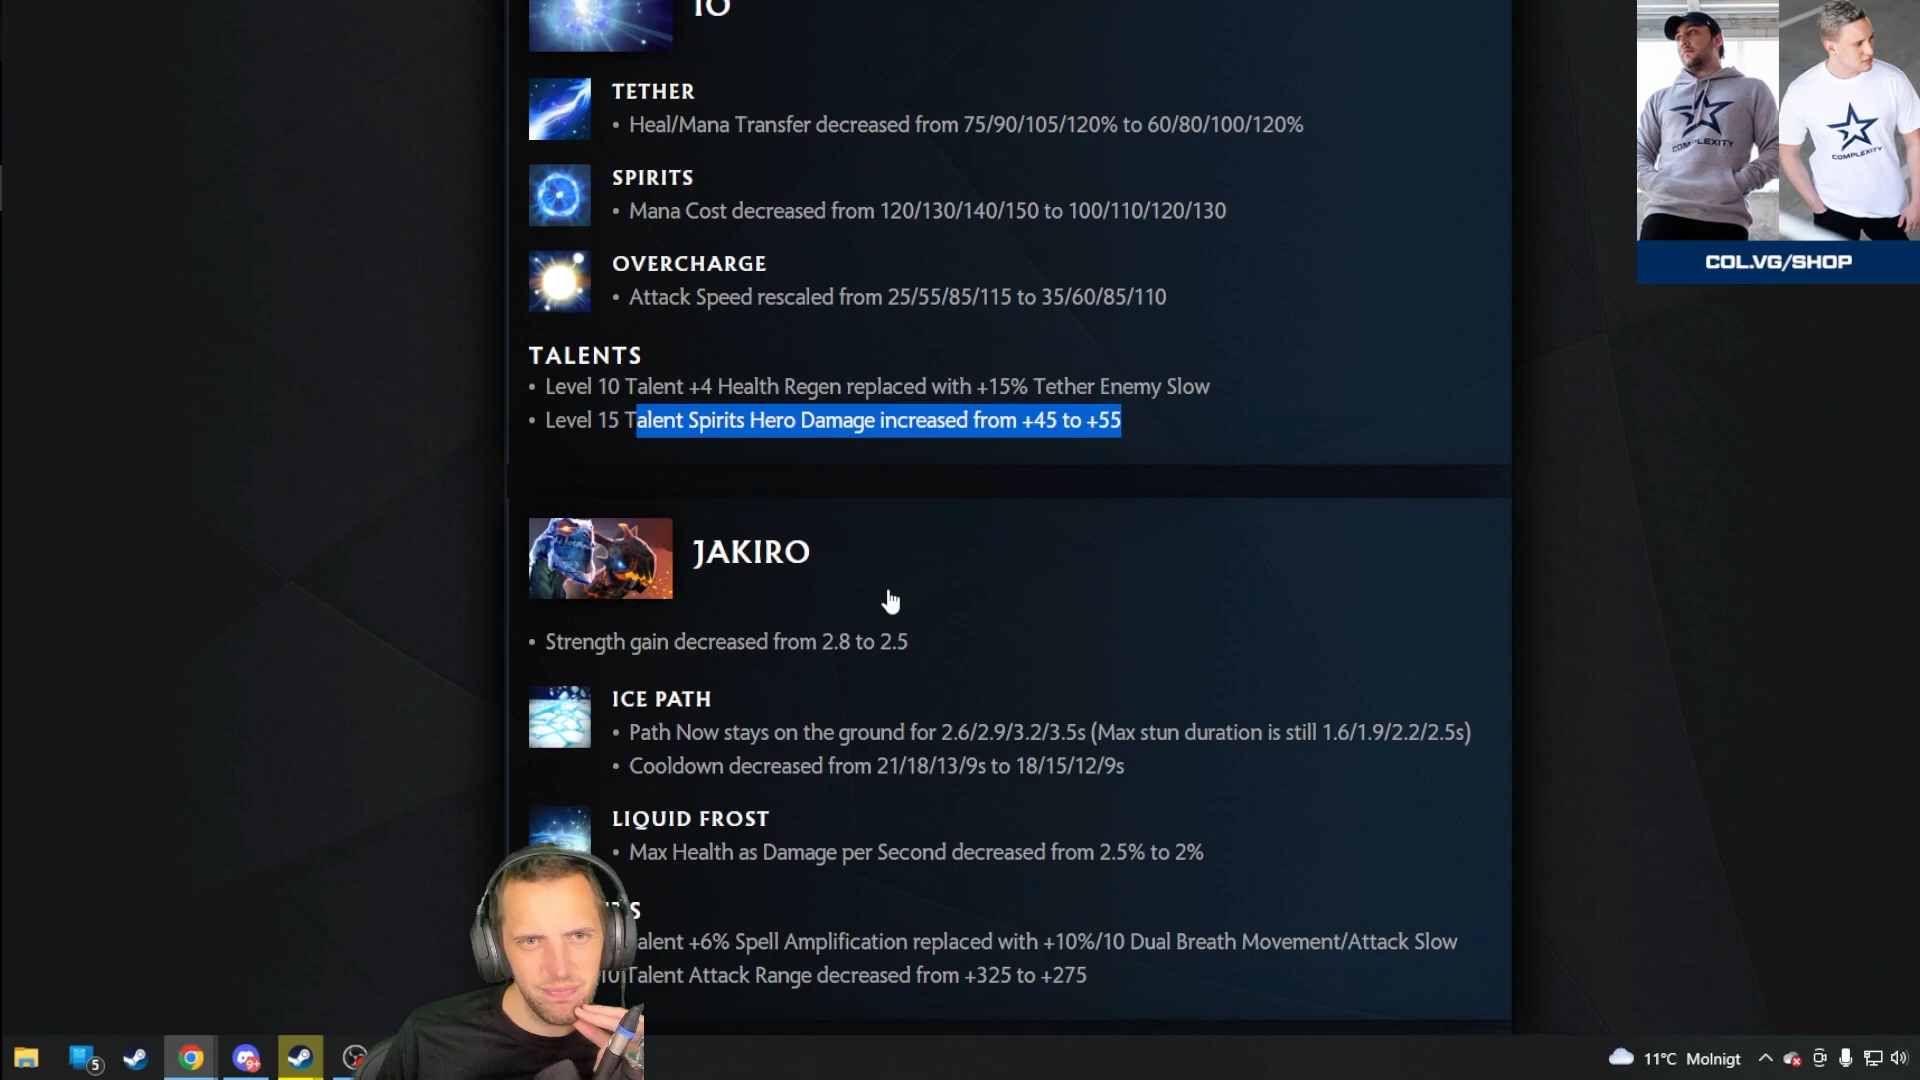 IO
TETHER
• Heal/Mana Transfer decreased from 75/90/105/120% to 60/80/100/120%
SPIRITS
• Mana Cost decreased from 120/130/140/150 to 100/110/120/130
OVERCHARGE
• Attack Speed rescaled from 25/55/85/115 to 35/60/85/110
TALENTS
• Level 10 Talent +4 Health Regen replaced with +15% Tether Enemy Slow
• Level 15 Talent Spirits Hero Damage increased from +45 to +55
JAKIRO
• Strength gain decreased from 2.8 to 2.5
ICE PATH
• Path Now stays on the ground for 2.6/2.9/3.2/3.5s (Max stun duration is still 1.6/1.9/2.2/2.5s)
• Cooldown decreased from 21/18/13/9s to 18/15/12/9s
LIQUID FROST
• Max Health as Damage per Second decreased from 2.5% to 2%
alent +6% Spell Amplification replaced with +10%/10 Dual Breath Movement/Attack Slow
10 Talent Attack Range decreased from +325 to +275
COMPLEXITY
COMPLEXITY
COL.VG/SHOP
5
9+
11°C Molnigt